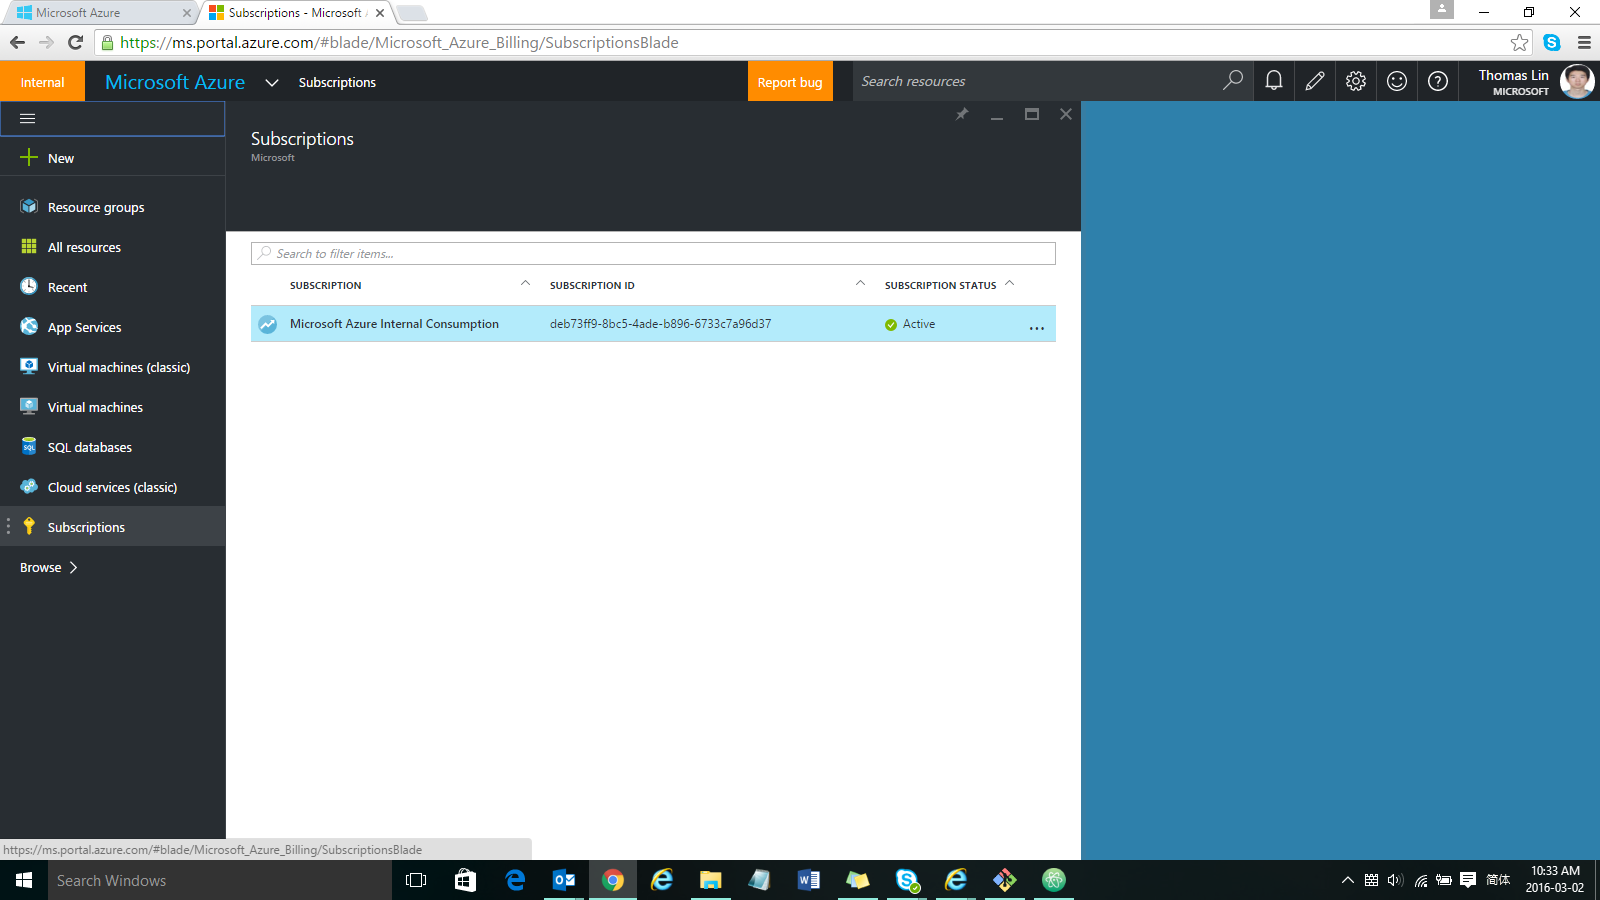 Microsoft Azure
Subscriptions - Microsoft
https://ms.portal.azure.com/#blade/Microsoft_Azure_Billing/SubscriptionsBlade
Internal
Microsoft Azure
Subscriptions
Report bug
Search resources
Thomas Lin
MICROSOFT
New
Resource groups
All resources
Recent
App Services
Virtual machines (classic)
Virtual machines
SQL databases
Cloud services (classic)
Subscriptions
Browse
Subscriptions
Microsoft
Search to filter items...
SUBSCRIPTION SUBSCRIPTION ID SUBSCRIPTION STATUS
Microsoft Azure Internal Consumption deb73ff9-8bc5-4ade-b896-6733c7a96d37 Active ...
https://ms.portal.azure.com/#blade/Microsoft_Azure_Billing/SubscriptionsBlade
Search Windows
简体
10:33 AM
2016-03-02